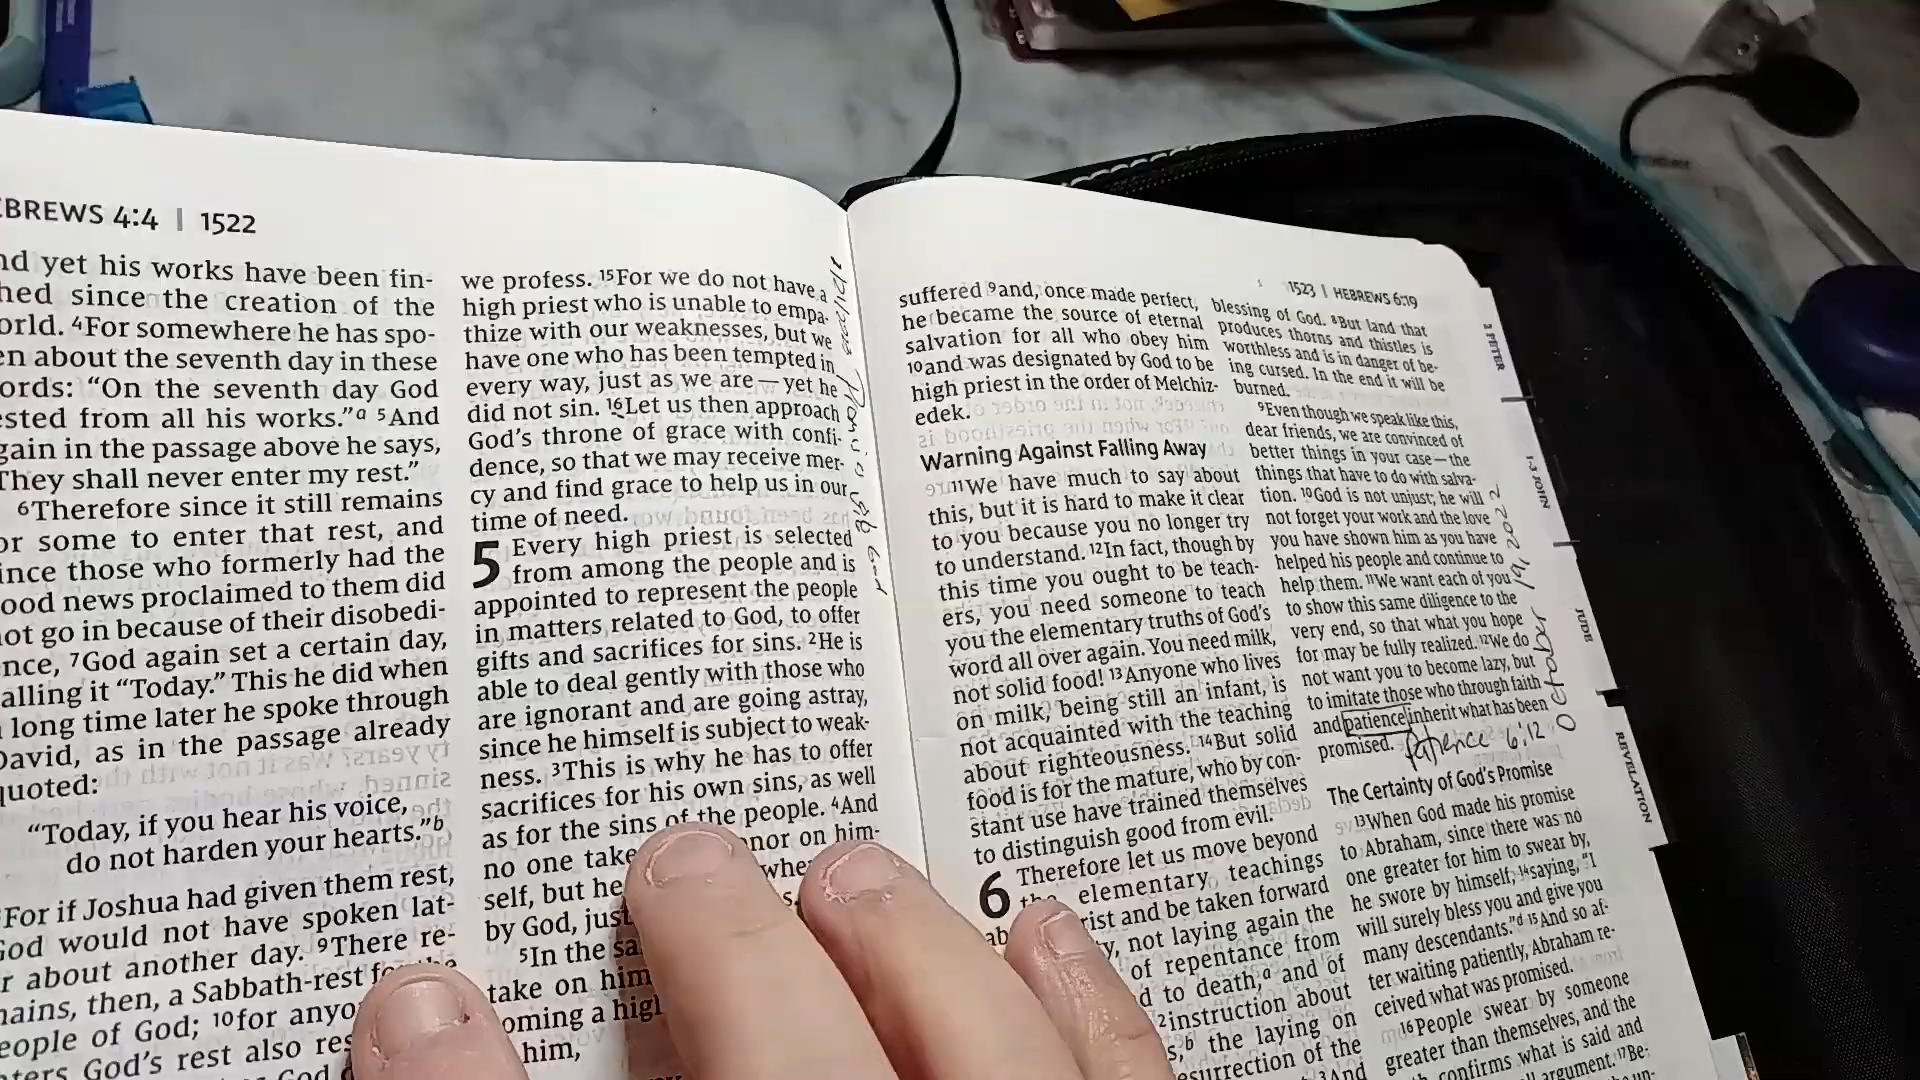 EBREWS 4:4 | 1522
nd yet his works have been fin-
hed since the creation of the
orld. 4For somewhere he has spo-
en about the seventh day in these
ords: “On the seventh day God
ested from all his works.”a 5And
gain in the passage above he says,
They shall never enter my rest.”
6Therefore since it still remains
or some to enter that rest, and
ince those who formerly had the
ood news proclaimed to them did
not go in because of their disobedi-
nce, 7God again set a certain day,
alling it “Today.” This he did when
long time later he spoke through
David, as in the passage already
quoted:
“Today, if you hear his voice,
do not harden your hearts.”b
For if Joshua had given them rest,
God would not have spoken lat-
r about another day. 9There re-
mains, then, a Sabbath-rest for the
eople of God; 10for anyo
ters God’s rest also res
God
we profess. 15For we do not have a
high priest who is unable to empa-
thize with our weaknesses, but we
have one who has been tempted in
every way, just as we are—yet he
did not sin. 16Let us then approach
God’s throne of grace with confi-
dence, so that we may receive mer-
cy and find grace to help us in our
time of need.
5 Every high priest is selected
from among the people and is
appointed to represent the people
in matters related to God, to offer
gifts and sacrifices for sins. 2He is
able to deal gently with those who
are ignorant and are going astray,
since he himself is subject to weak-
ness. 3This is why he has to offer
sacrifices for his own sins, as well
as for the sins of the people. 4And
no one take nor on him-
self, but he whe
by God, just s.
5In the sa
take on him
oming a high
him,
1523 | HEBREWS 6:19
suffered 9and, once made perfect,
he became the source of eternal
salvation for all who obey him
10and was designated by God to be
high priest in the order of Melchiz-
edek.
Warning Against Falling Away
11We have much to say about
this, but it is hard to make it clear
to you because you no longer try
to understand. 12In fact, though by
this time you ought to be teach-
ers, you need someone to teach
you the elementary truths of God’s
word all over again. You need milk,
not solid food! 13Anyone who lives
on milk, being still an infant, is
not acquainted with the teaching
about righteousness. 14But solid
food is for the mature, who by con-
stant use have trained themselves
to distinguish good from evil.
6 Therefore let us move beyond
the elementary teachings
ab rist and be taken forward
y, not laying again the
of repentance from
d to death,a and of
2instruction about
s,b the laying on
esurrection of the
3And
blessing of God. 8But land that
produces thorns and thistles is
worthless and is in danger of be-
ing cursed. In the end it will be
burned.
9Even though we speak like this,
dear friends, we are convinced of
better things in your case—the
things that have to do with salva-
tion. 10God is not unjust; he will
not forget your work and the love
you have shown him as you have
helped his people and continue to
help them. 11We want each of you
to show this same diligence to the
very end, so that what you hope
for may be fully realized. 12We do
not want you to become lazy, but
to imitate those who through faith
and patience inherit what has been
promised. Patience 6:12
October 19, 2022
The Certainty of God’s Promise
13When God made his promise
to Abraham, since there was no
one greater for him to swear by,
he swore by himself, 14saying, “I
will surely bless you and give you
many descendants.”d 15And so af-
ter waiting patiently, Abraham re-
ceived what was promised.
16People swear by someone
greater than themselves, and the
confirms what is said and
argument. 17Be-
un-
2 PETER
1-3 JOHN
JUDE
REVELATION